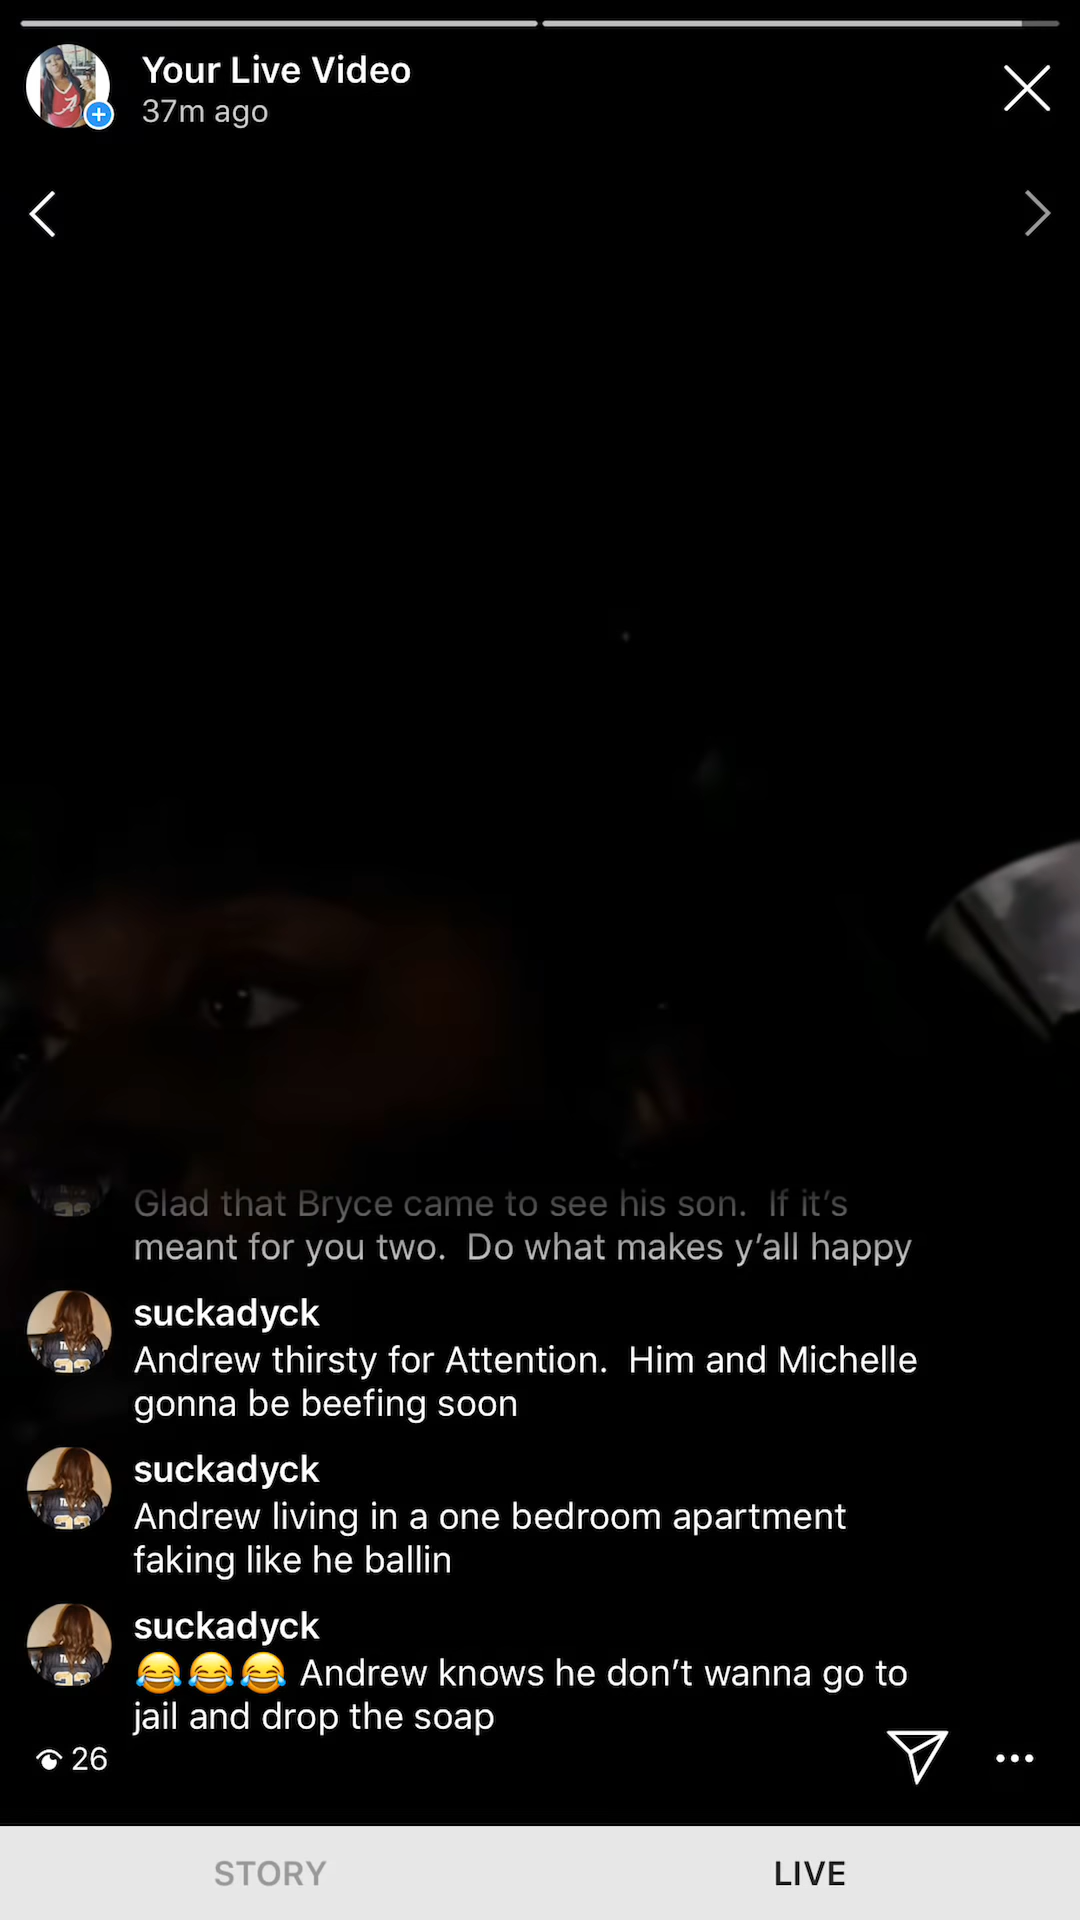 Your Live Video
37m ago
Glad that Bryce came to see his son.  If it's
meant for you two.  Do what makes y'all happy
suckadyck
Andrew thirsty for Attention.  Him and Michelle
gonna be beefing soon
suckadyck
Andrew living in a one bedroom apartment
faking like he ballin
suckadyck
😂😂😂 Andrew knows he don't wanna go to
jail and drop the soap
26
STORY
LIVE